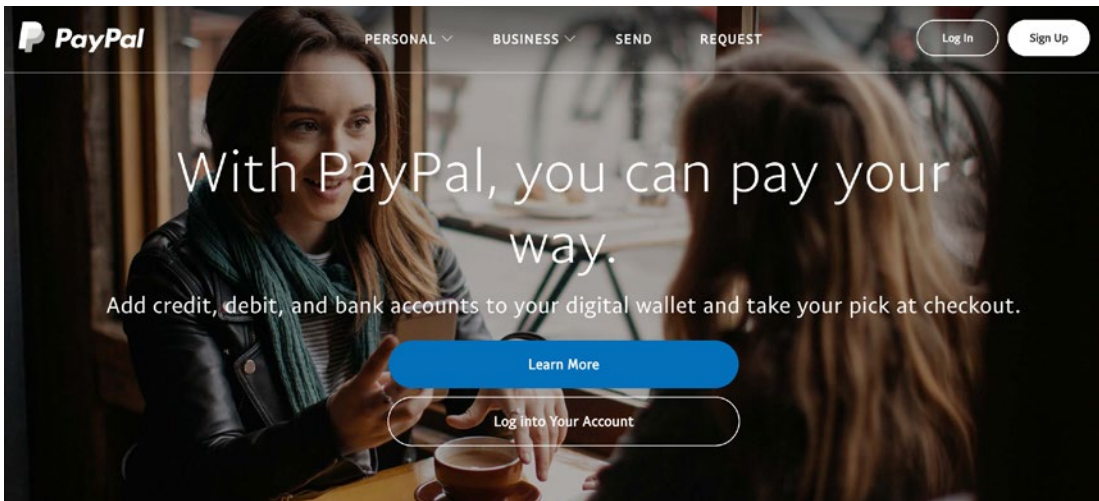 PayPal
PERSONAL
BUSINESS
SEND
REQUEST
Log In
Sign Up
With PayPal, you can pay your
way.
Add credit, debit, and bank accounts to your digital wallet and take your pick at checkout.
Learn More
Log into Your Account